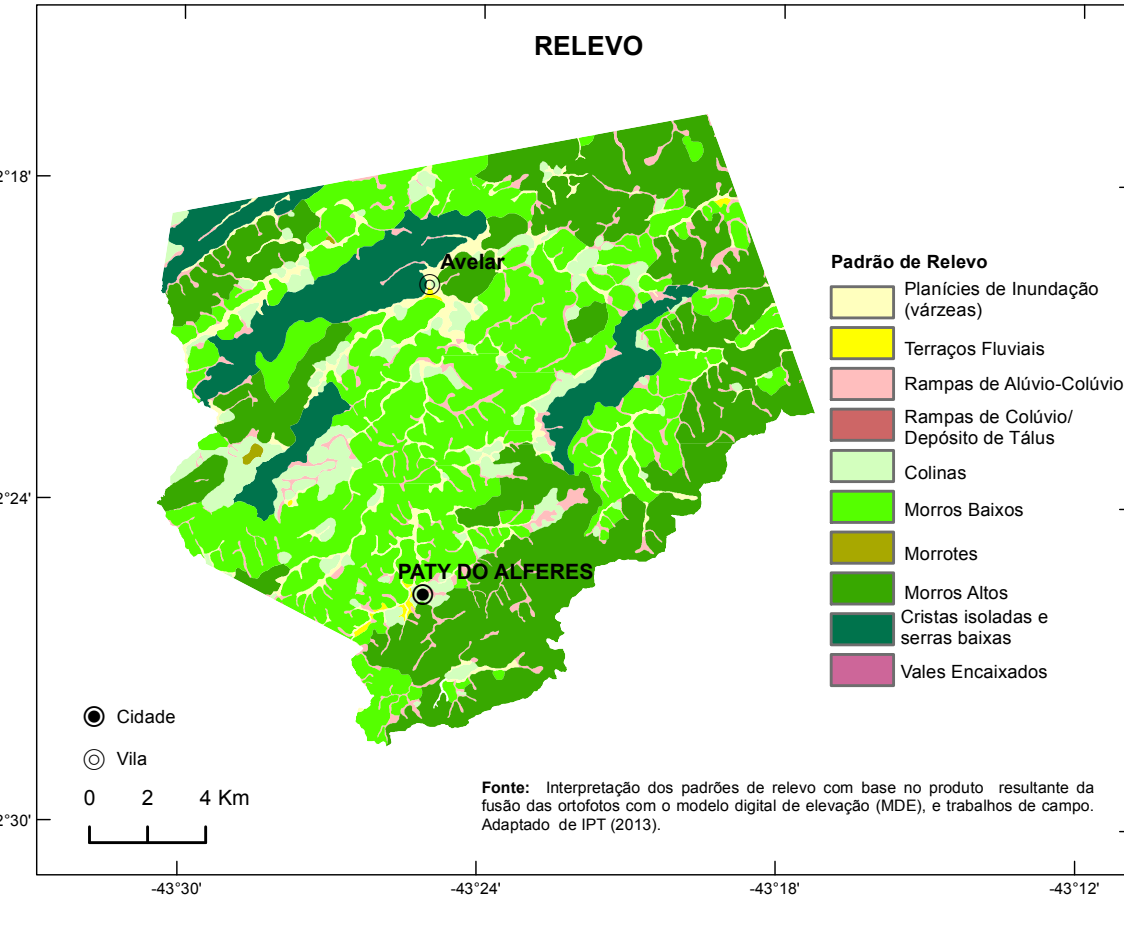 RELEVO
2°18'
Avelar
Padrão de Relevo
Planícies de Inundação
(várzeas)
Terraços Fluviais
Rampas de Alúvio-Colúvio
Rampas de Colúvio/
Depósito de Tálus
Colinas
2°24'
Morros Baixos
Morrotes
PATY DO ALFERES
Morros Altos
Cristas isoladas e
serras baixas
Vales Encaixados
Cidade
Vila
0 2 4 Km
Fonte: Interpretação dos padrões de relevo com base no produto resultante da
fusão das ortofotos com o modelo digital de elevação (MDE), e trabalhos de campo.
Adaptado de IPT (2013).
2°30'
-43°30' -43°24' -43°18' -43°12'